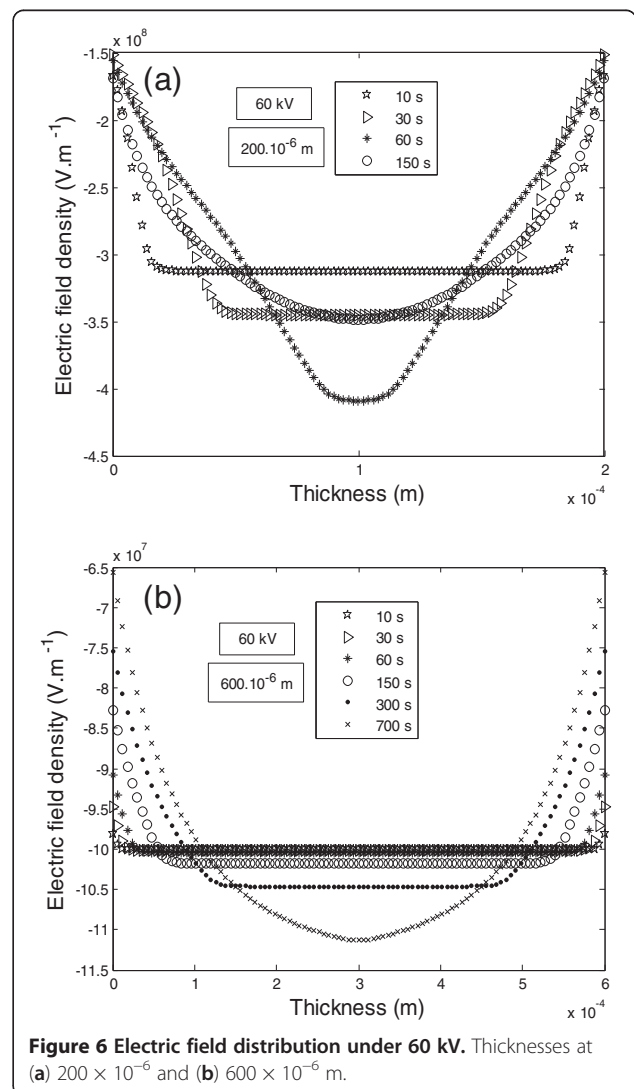 x 10^8
-1.5
(a)
60 kV
200.10^-6 m
10 s
30 s
60 s
150 s
-2
-2.5
-3
-3.5
-4
-4.5
Electric field density (V.m^-1)
0
1
2
Thickness (m)
x 10^-4
x 10^7
-6.5
(b)
60 kV
600.10^-6 m
10 s
30 s
60 s
150 s
300 s
700 s
-7
-7.5
-8
-8.5
-9
-9.5
-10
-10.5
-11
-11.5
Electric field density (V.m^-1)
0
1
2
3
4
5
6
Thickness (m)
x 10^-4
Figure 6 Electric field distribution under 60 kV. Thicknesses at
(a) 200 × 10^−6 and (b) 600 × 10^−6 m.